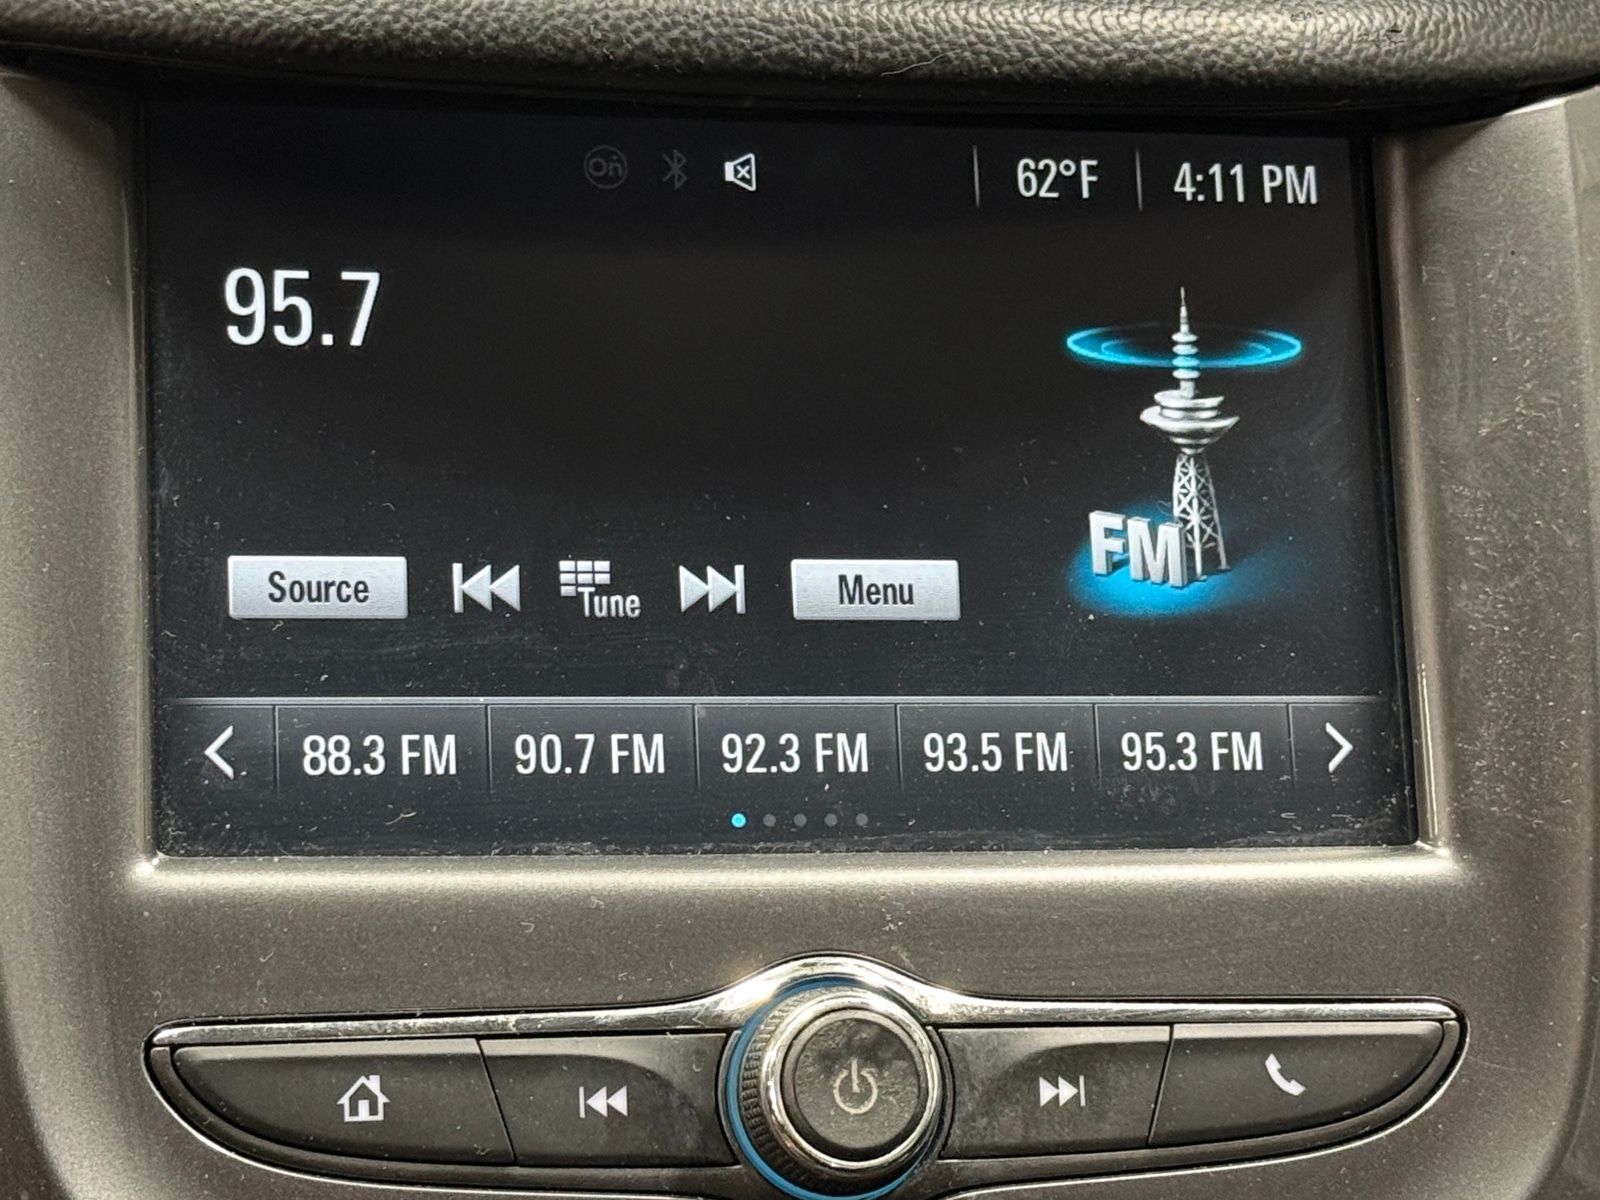 On
62°F
4:11 PM
95.7
Source
Tune
Menu
FM
88.3 FM
90.7 FM
92.3 FM
93.5 FM
95.3 FM